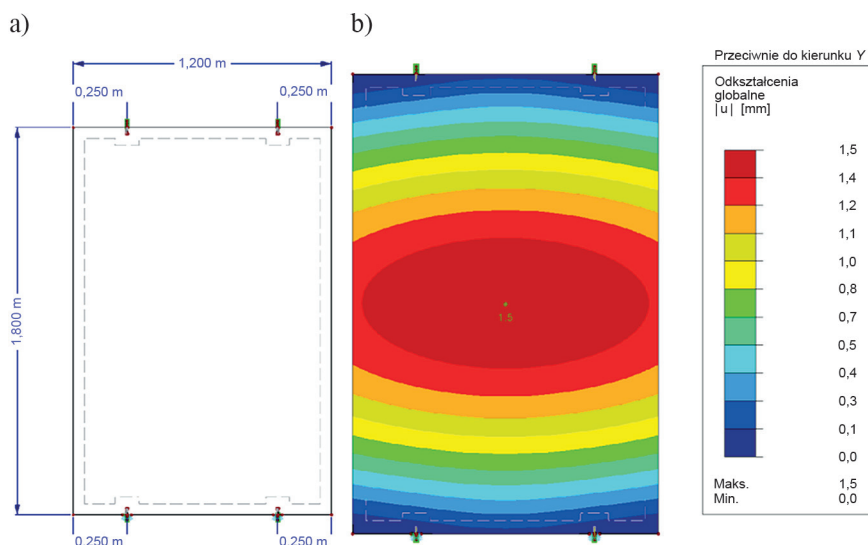 a)
b)
1,200 m
0,250 m
0,250 m
1,800 m
0,250 m
0,250 m
1.5
Przeciwnie do kierunku Y
Odkształcenia
globalne
|u| [mm]
1,5
1,4
1,2
1,1
1,0
0,8
0,7
0,5
0,4
0,3
0,1
0,0
Maks. 1,5
Min. 0,0